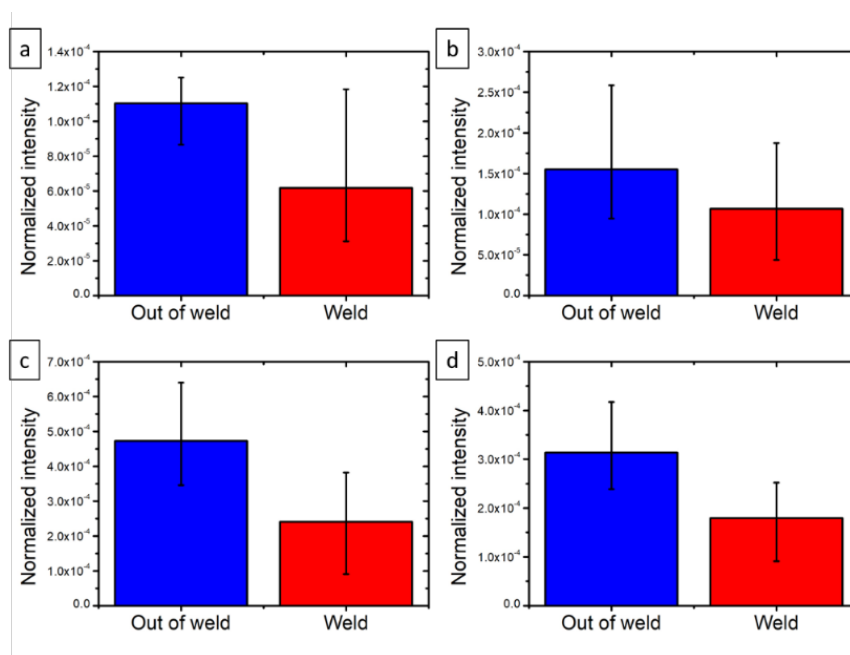 a
Normalized intensity
1.4x10⁻⁴
1.2x10⁻⁴
1.0x10⁻⁴
8.0x10⁻⁵
6.0x10⁻⁵
4.0x10⁻⁵
2.0x10⁻⁵
0.0
Out of weld
Weld
b
Normalized intensity
3.0x10⁻⁴
2.5x10⁻⁴
2.0x10⁻⁴
1.5x10⁻⁴
1.0x10⁻⁴
5.0x10⁻⁵
0.0
Out of weld
Weld
c
Normalized intensity
7.0x10⁻⁴
6.0x10⁻⁴
5.0x10⁻⁴
4.0x10⁻⁴
3.0x10⁻⁴
2.0x10⁻⁴
1.0x10⁻⁴
0.0
Out of weld
Weld
d
Normalized intensity
5.0x10⁻⁴
4.0x10⁻⁴
3.0x10⁻⁴
2.0x10⁻⁴
1.0x10⁻⁴
0.0
Out of weld
Weld